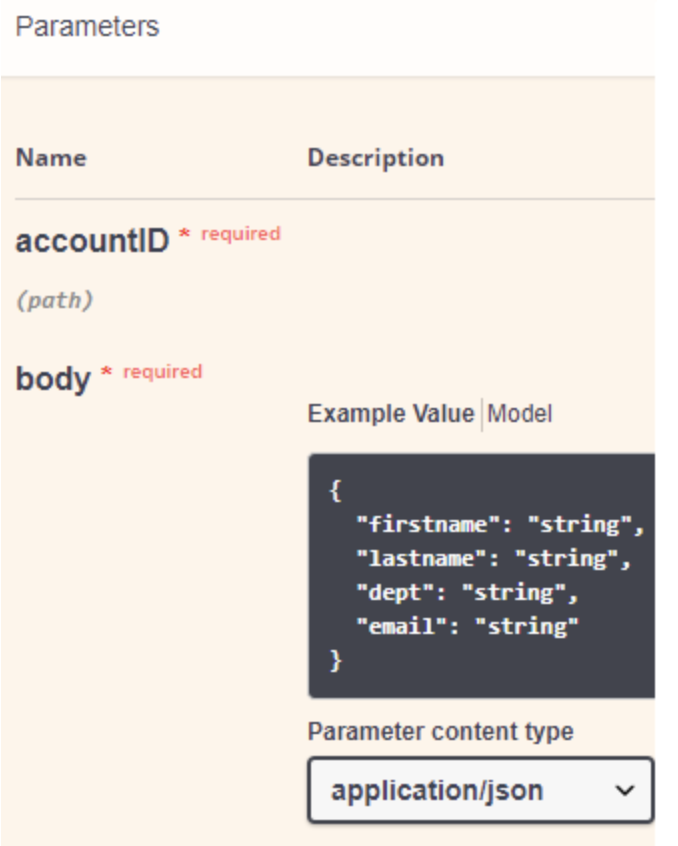 Parameters
Name Description
accountID * required
(path)
body * required
Example Value Model
{
"firstname": "string",
"lastname": "string",
"dept": "string",
"email": "string"
}
Parameter content type
application/json